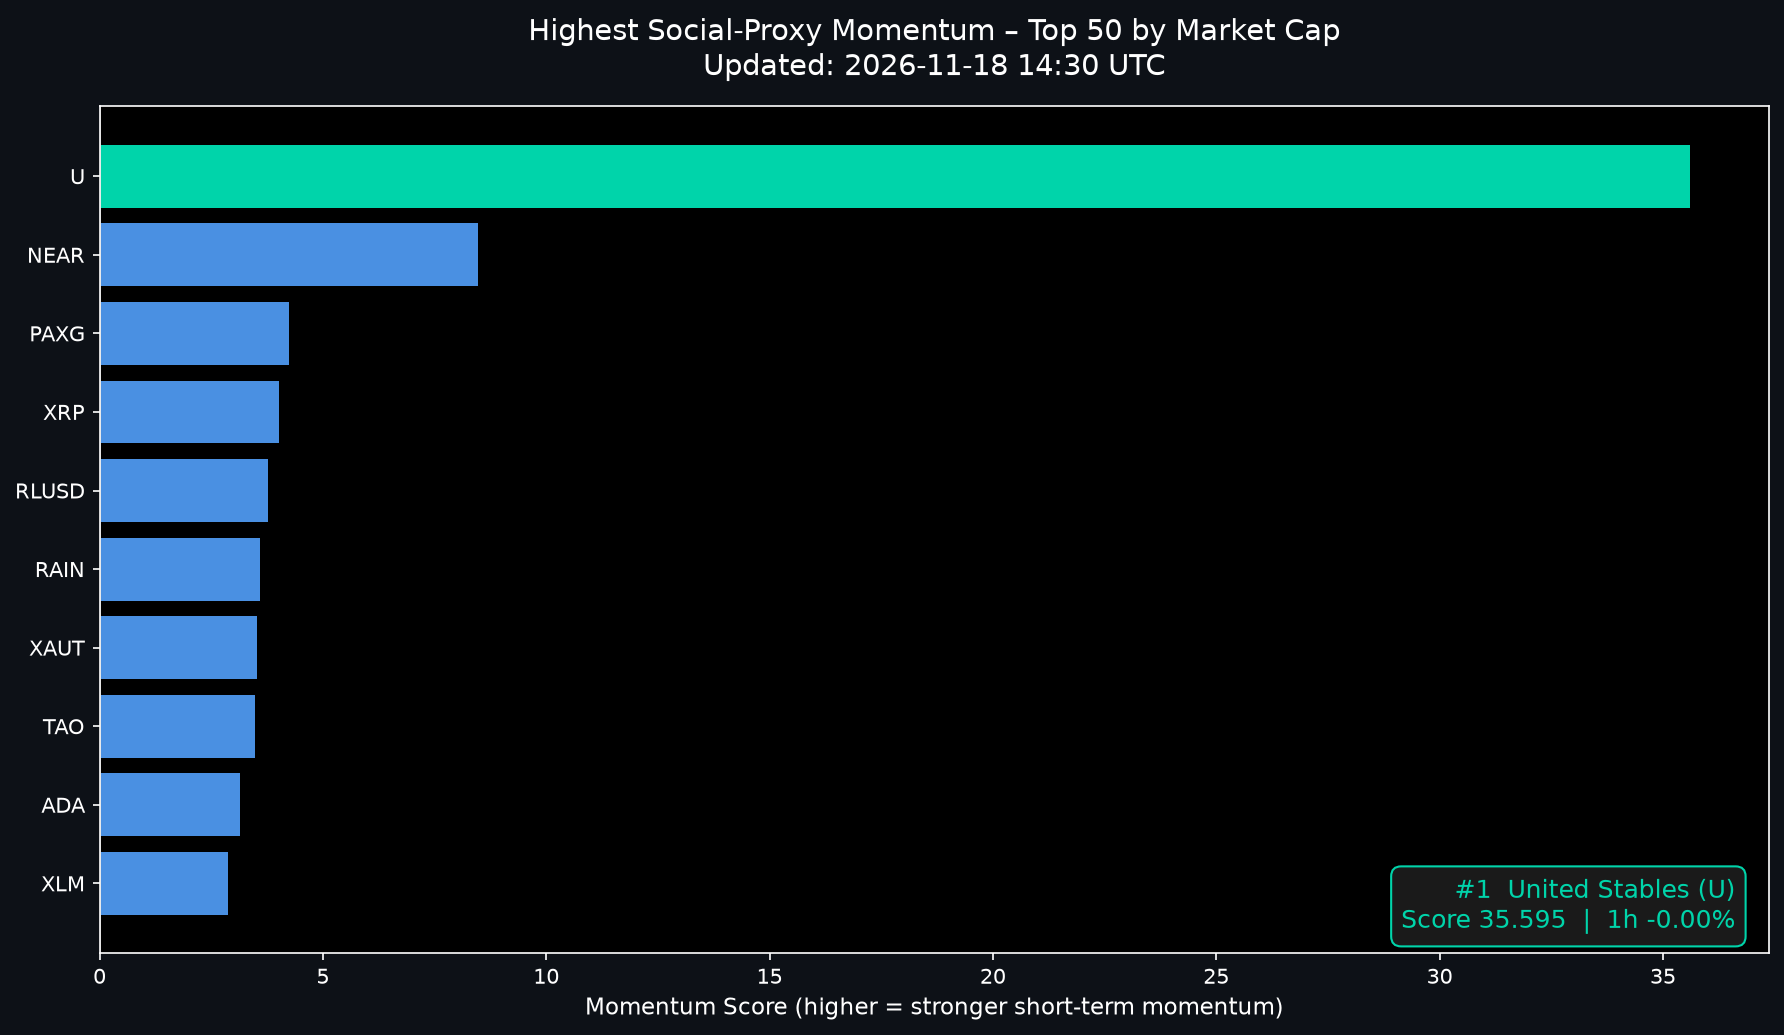 Highest Social-Proxy Momentum – Top 50 by Market Cap
Updated: 2026-11-18 14:30 UTC
U
NEAR
PAXG
XRP
RLUSD
RAIN
XAUT
TAO
ADA
XLM
#1 United Stables (U)
Score 35.595 | 1h -0.00%
0 5 10 15 20 25 30 35
Momentum Score (higher = stronger short-term momentum)